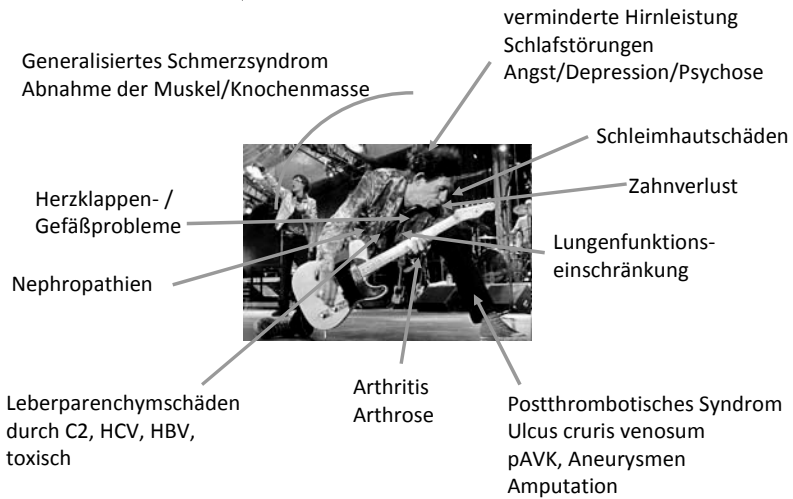 verminderte Hirnleistung
Schlafstörungen
Angst/Depression/Psychose
Generalisiertes Schmerzsyndrom
Abnahme der Muskel/Knochenmasse
Schleimhautschäden
Zahnverlust
Herzklappen- /
Gefäßprobleme
Lungenfunktions-
einschränkung
Nephropathien
Leberparenchymschäden
durch C2, HCV, HBV,
toxisch
Arthritis
Arthrose
Postthrombotisches Syndrom
Ulcus cruris venosum
pAVK, Aneurysmen
Amputation